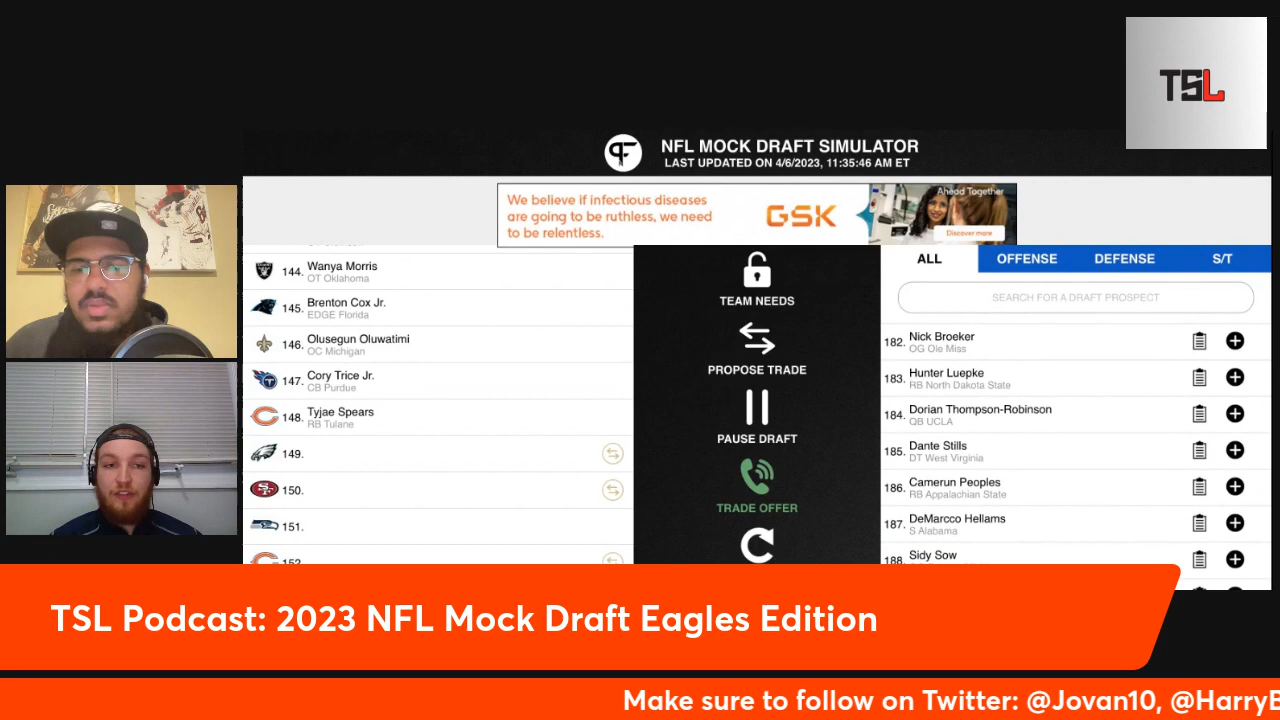 TSL
NFL MOCK DRAFT SIMULATOR
LAST UPDATED ON 4/6/2023, 11:35:46 AM ET
We believe if infectious diseases
are going to be ruthless, we need
to be relentless.
GSK
Ahead Together
Discover more
144. Wanya Morris
OT Oklahoma
145. Brenton Cox Jr.
EDGE Florida
146. Olusegun Oluwatimi
OC Michigan
147. Cory Trice Jr.
CB Purdue
148. Tyjae Spears
RB Tulane
149.
150.
151.
152.
TEAM NEEDS
PROPOSE TRADE
PAUSE DRAFT
TRADE OFFER
ALL OFFENSE DEFENSE S/T
SEARCH FOR A DRAFT PROSPECT
182. Nick Broeker
OG Ole Miss
183. Hunter Luepke
RB North Dakota State
184. Dorian Thompson-Robinson
QB UCLA
185. Dante Stills
DT West Virginia
186. Camerun Peoples
RB Appalachian State
187. DeMarcco Hellams
S Alabama
188. Sidy Sow
TSL Podcast: 2023 NFL Mock Draft Eagles Edition
Make sure to follow on Twitter: @Jovan10, @HarryB